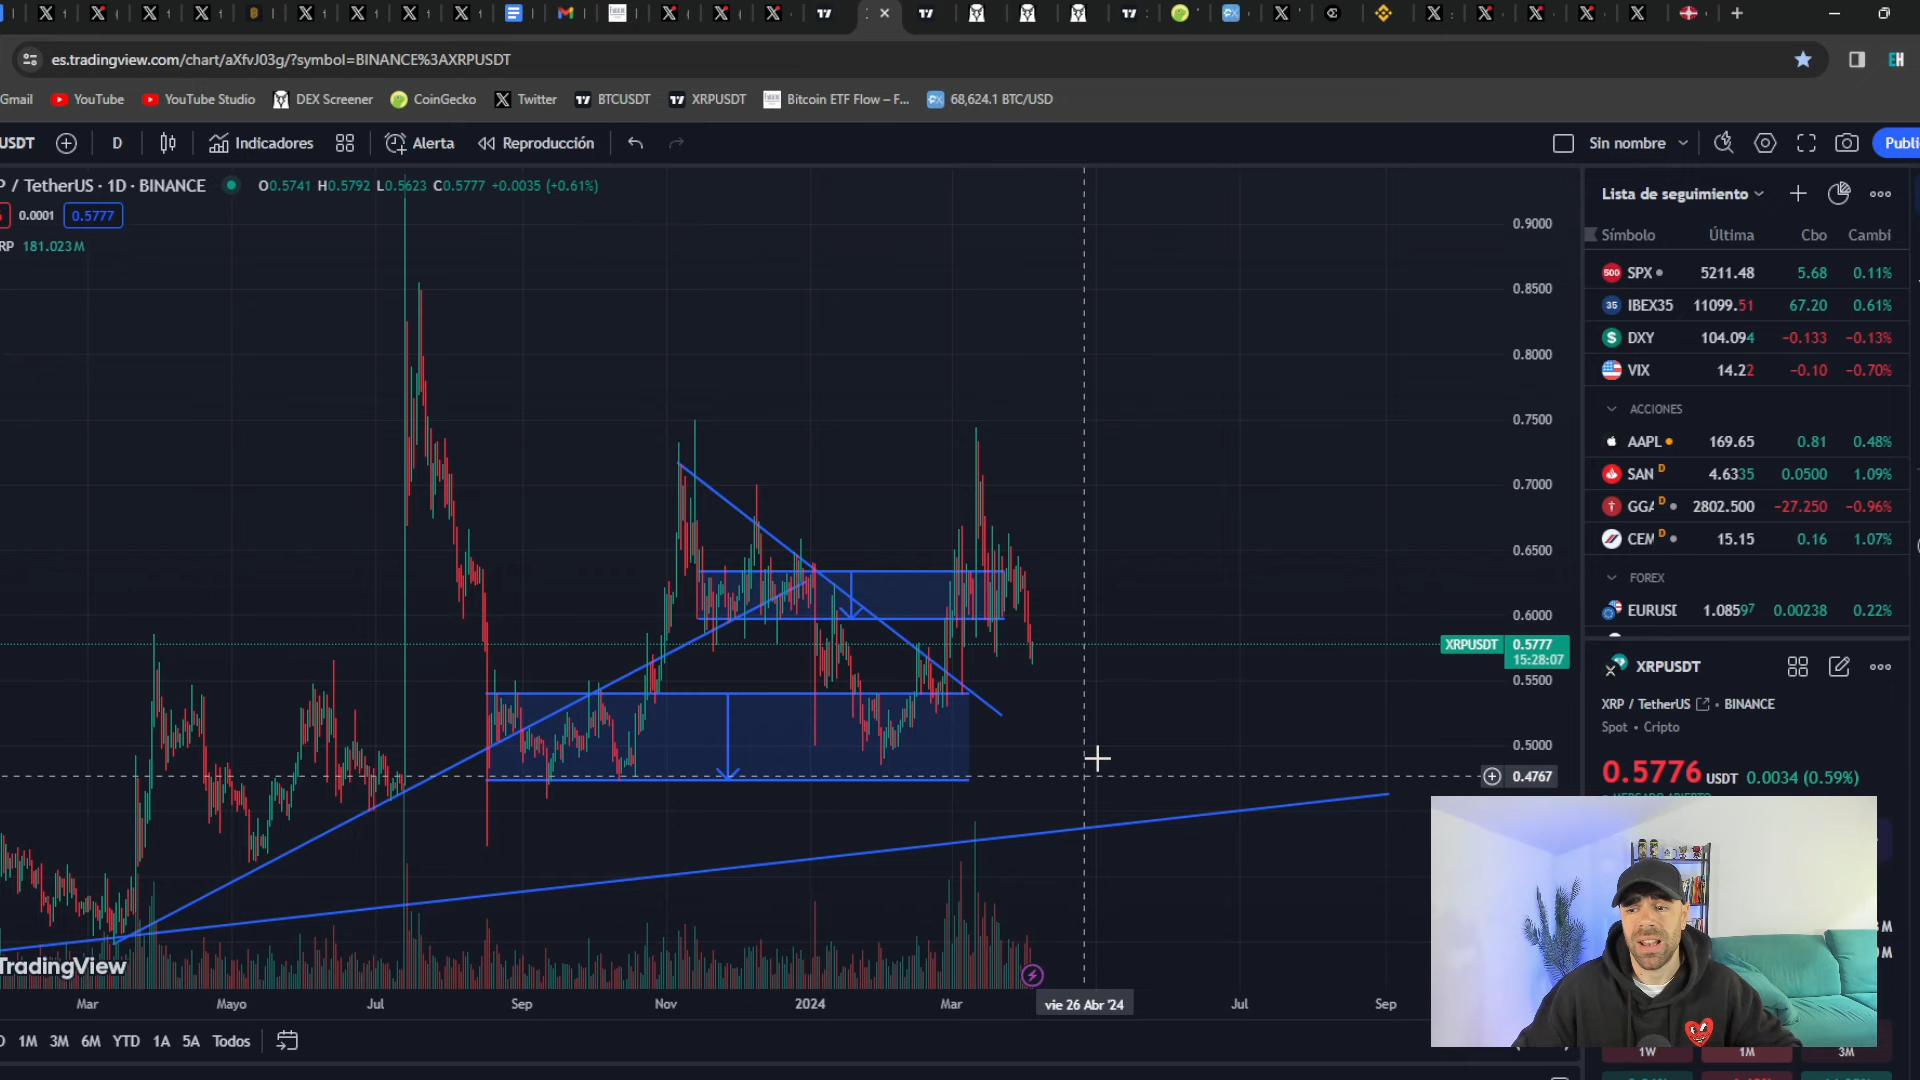 es.tradingview.com/chart/aXfvJ03g/?symbol=BINANCE%3AXRPUSDT
Gmail YouTube YouTube Studio DEX Screener CoinGecko Twitter BTCUSDT XRPUSDT Bitcoin ETF Flow – F... 68,624.1 BTC/USD
USDT D Indicadores Alerta Reproducción Sin nombre Publi
P / TetherUS · 1D · BINANCE O0.5741 H0.5792 L0.5623 C0.5777 +0.0035 (+0.61%)
0.0001 0.5777
RP 181.023M
0.9000
0.8500
0.8000
0.7500
0.7000
0.6500
0.6000
XRPUSDT 0.5777
15:28:07
0.5500
0.5000
0.4767
TradingView
Mar Mayo Jul Sep Nov 2024 Mar vie 26 Abr '24 Jul Sep
D 1M 3M 6M YTD 1A 5A Todos
Lista de seguimiento
Símbolo Última Cbo Cambi
SPX 5211.48 5.68 0.11%
IBEX35 11099.51 67.20 0.61%
DXY 104.094 −0.133 −0.13%
VIX 14.22 −0.10 −0.70%
ACCIONES
AAPL 169.65 0.81 0.48%
SAN D 4.6335 0.0500 1.09%
GGA D 2802.500 −27.250 −0.96%
CEM D 15.15 0.16 1.07%
FOREX
EURUSD 1.08597 0.00238 0.22%
XRPUSDT
XRP / TetherUS • BINANCE
Spot • Cripto
0.5776 USDT 0.0034 (0.59%)
MERCADO ABIERTO
M
M
1W 1M 3M